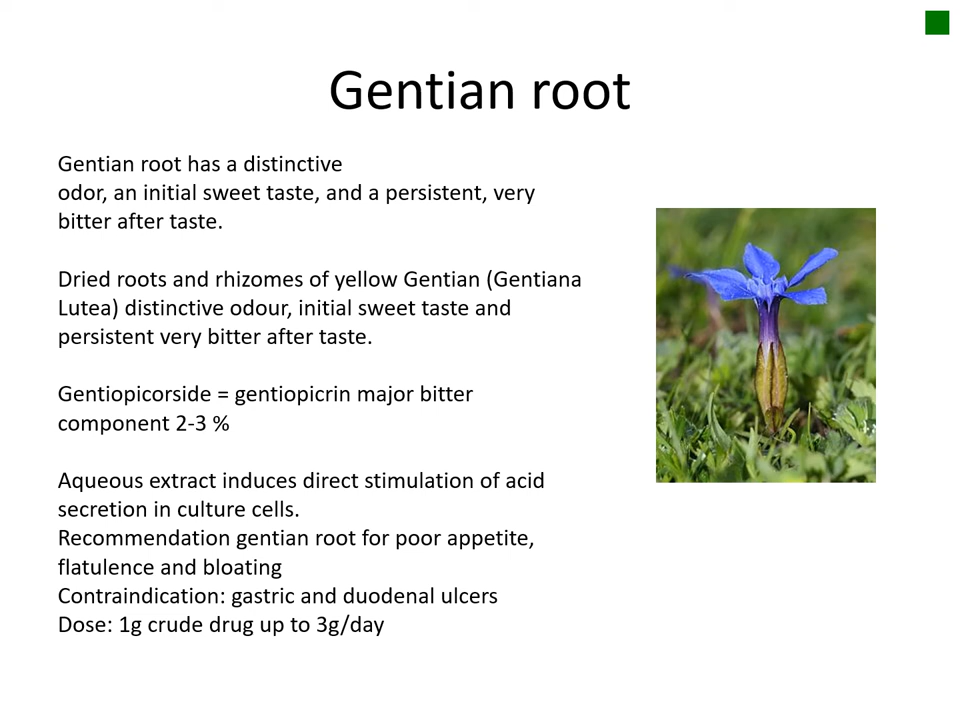 Gentian root
Gentian root has a distinctive
odor, an initial sweet taste, and a persistent, very
bitter after taste.
Dried roots and rhizomes of yellow Gentian (Gentiana
Lutea) distinctive odour, initial sweet taste and
persistent very bitter after taste.
Gentiopicorside = gentiopicrin major bitter
component 2-3 %
Aqueous extract induces direct stimulation of acid
secretion in culture cells.
Recommendation gentian root for poor appetite,
flatulence and bloating
Contraindication: gastric and duodenal ulcers
Dose: 1g crude drug up to 3g/day